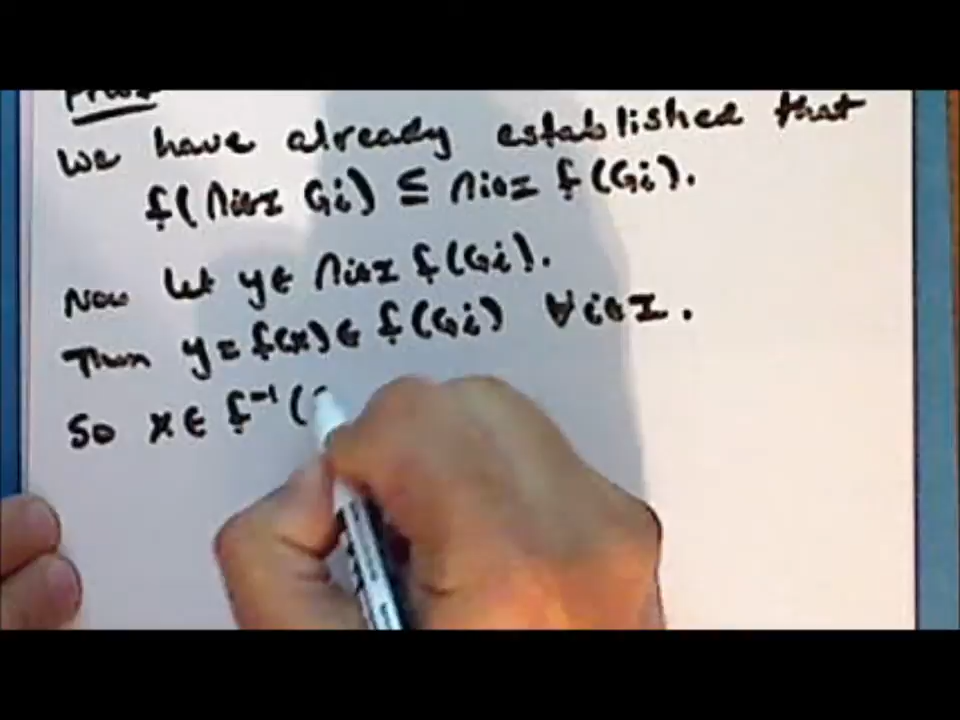 Proof
We have already established that
f(∩i∈I Gi) ⊆ ∩i∈I f(Gi).
Now let y∈ ∩i∈I f(Gi).
Then y = f(x) ∈ f(Gi) ∀i∈I.
So x ∈ f⁻¹(